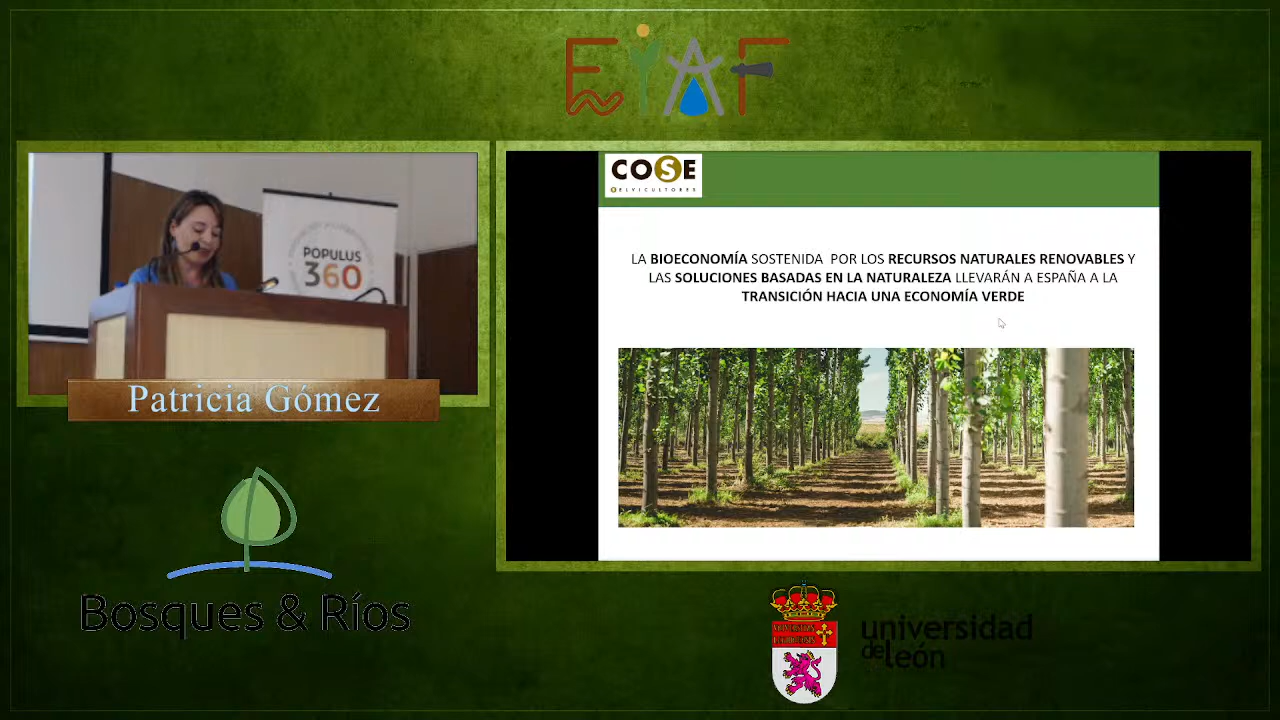 EIAF
COSE
SELVICULTORES
POPULUS
360
LA BIOECONOMÍA SOSTENIDA POR LOS RECURSOS NATURALES RENOVABLES Y
LAS SOLUCIONES BASADAS EN LA NATURALEZA LLEVARÁN A ESPAÑA A LA
TRANSICIÓN HACIA UNA ECONOMÍA VERDE
Patricia Gómez
Bosques & Ríos
universidad
de león